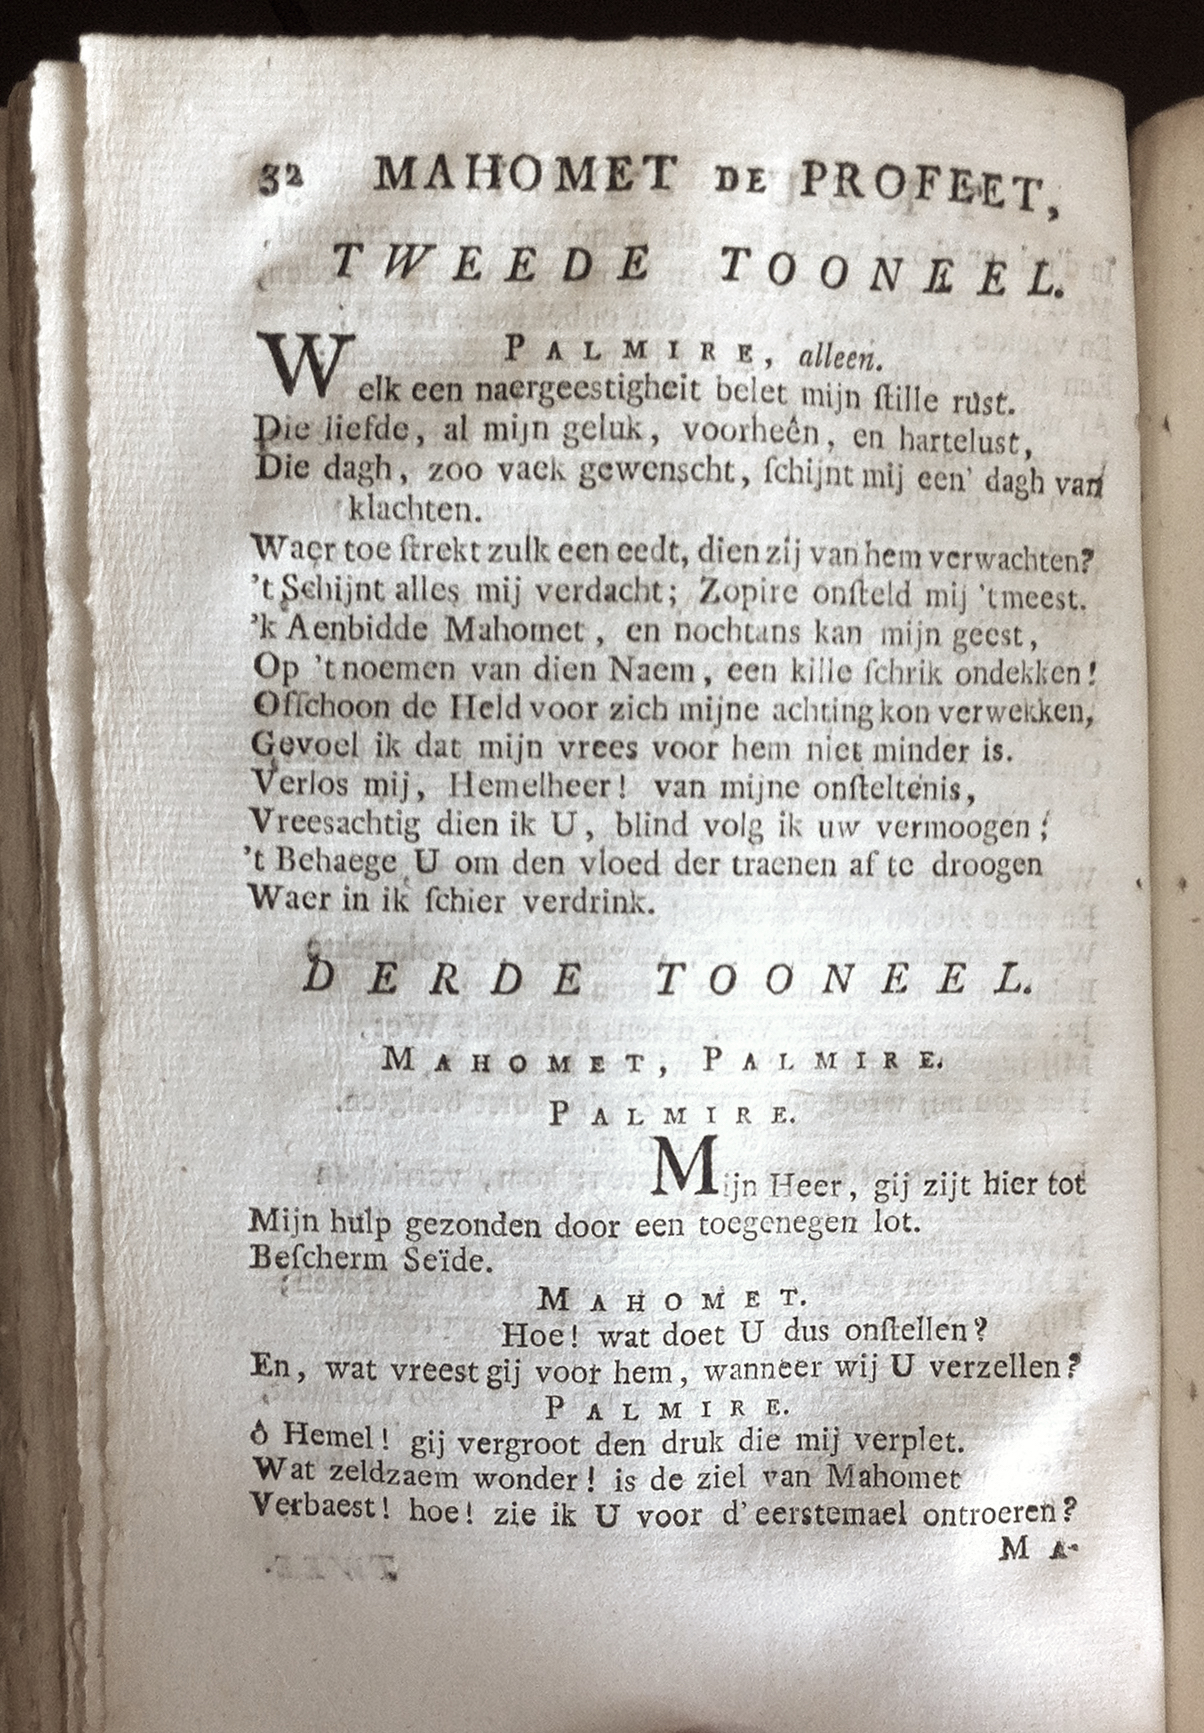 32 MAHOMET DE PROFEET,
TWEEDE TOONEEL.
PALMIRE, alleen.
Welk een naergeestigheit belet mijn ſtille rust.
Die liefde, al mijn geluk, voorheên, en hartelust,
Die dagh, zoo vaek gewenscht, ſchijnt mij een' dagh van
klachten.
Waer toe ſtrekt zulk een eedt, dien zij van hem verwachten?
't Schijnt alles mij verdacht; Zopire onſteld mij 't meest.
'k Aenbidde Mahomet, en nochtans kan mijn geest,
Op 't noemen van dien Naem, een kille ſchrik ondekken!
Offchoon de Held voor zich mijne achting kon verwekken,
Gevoel ik dat mijn vrees voor hem niet minder is.
Verlos mij, Hemelheer! van mijne onſteltenis,
Vreesachtig dien ik U, blind volg ik uw vermoogen;
't Behaege U om den vloed der traenen af te droogen
Waer in ik ſchier verdrink.
DERDE TOONEEL.
MAHOMET, PALMIRE.
PALMIRE.
Mijn Heer, gij zijt hier tot
Mijn hulp gezonden door een toegenegen lot.
Beſcherm Seïde.
MAHOMET.
Hoe! wat doet U dus onſtellen?
En, wat vreest gij voor hem, wanneer wij U verzellen?
PALMIRE.
ô Hemel! gij vergroot den druk die mij verplet.
Wat zeldzaem wonder! is de ziel van Mahomet
Verbaest! hoe! zie ik U voor d'eerstemael ontroeren?
MA-